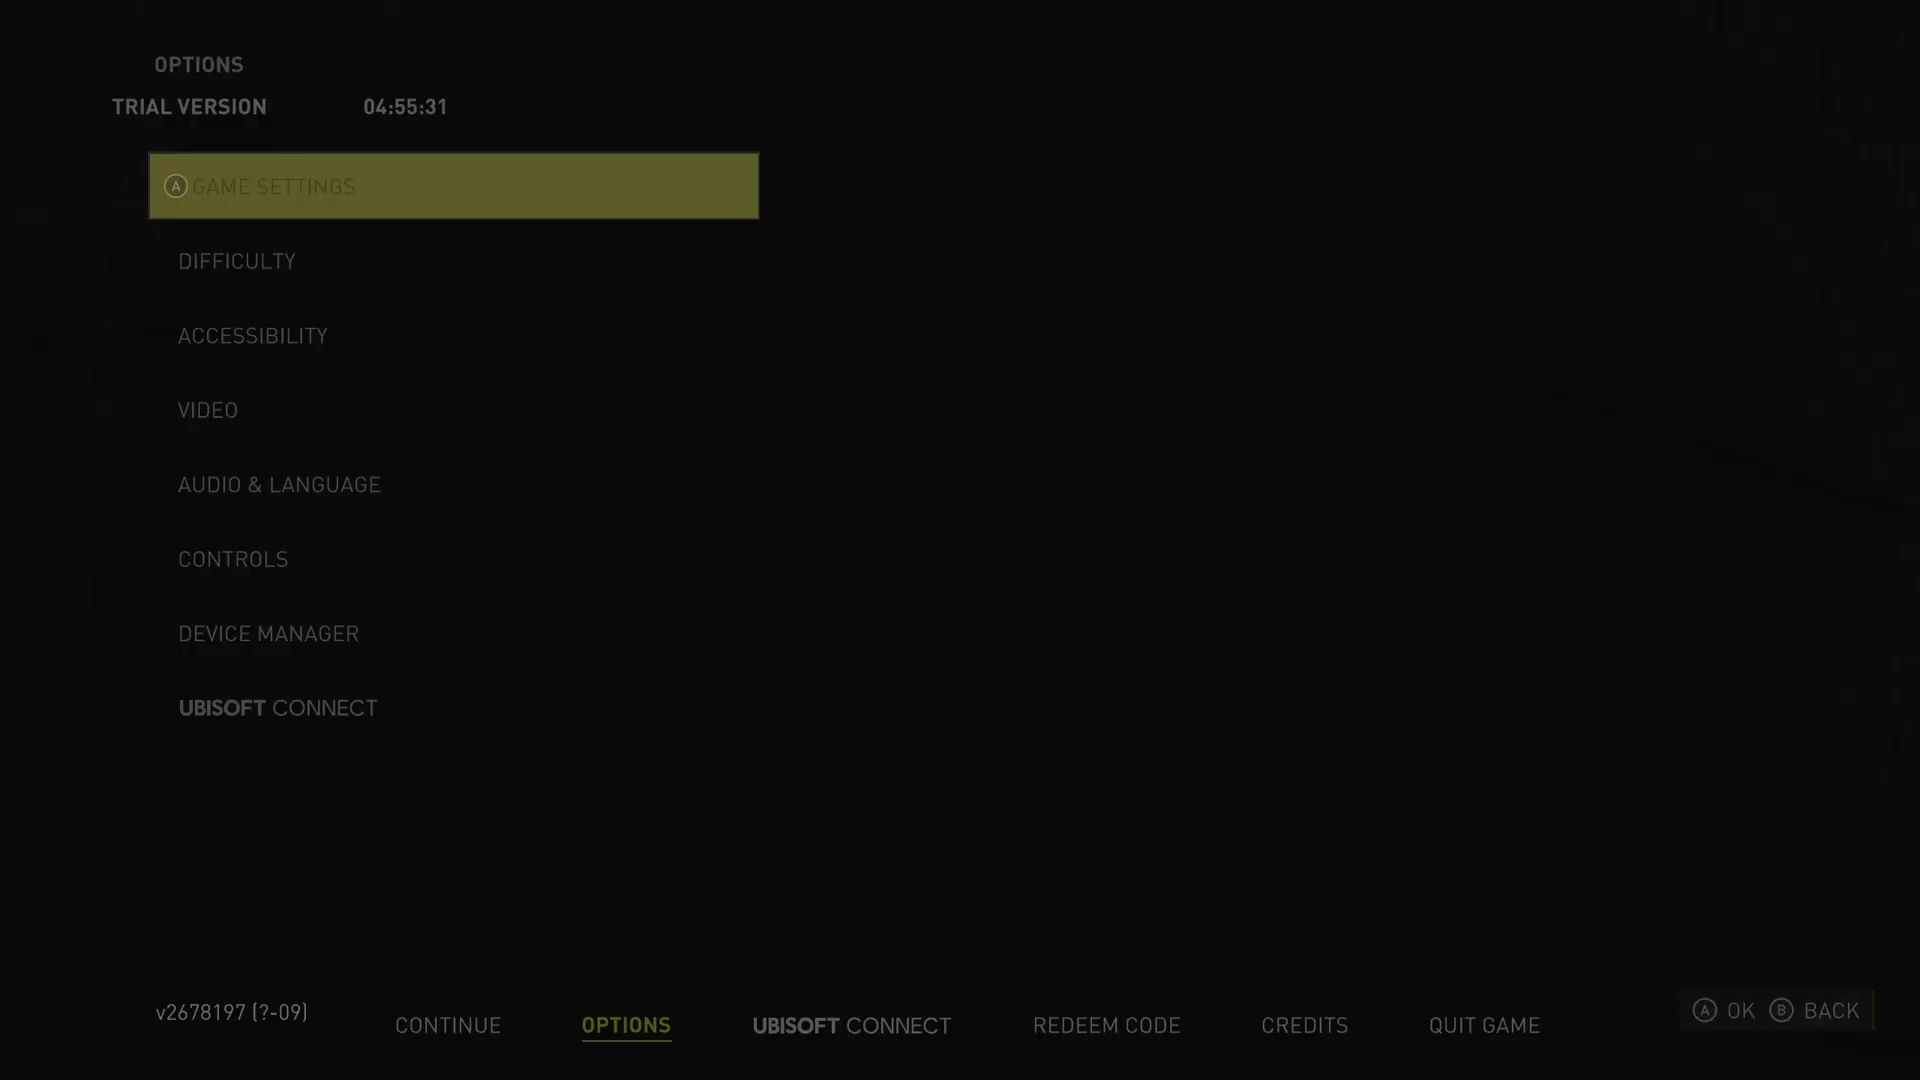 OPTIONS
TRIAL VERSION 04:55:31
A GAME SETTINGS
DIFFICULTY
ACCESSIBILITY
VIDEO
AUDIO & LANGUAGE
CONTROLS
DEVICE MANAGER
UBISOFT CONNECT
v2678197 (?-09)
CONTINUE OPTIONS UBISOFT CONNECT REDEEM CODE CREDITS QUIT GAME
A OK B BACK